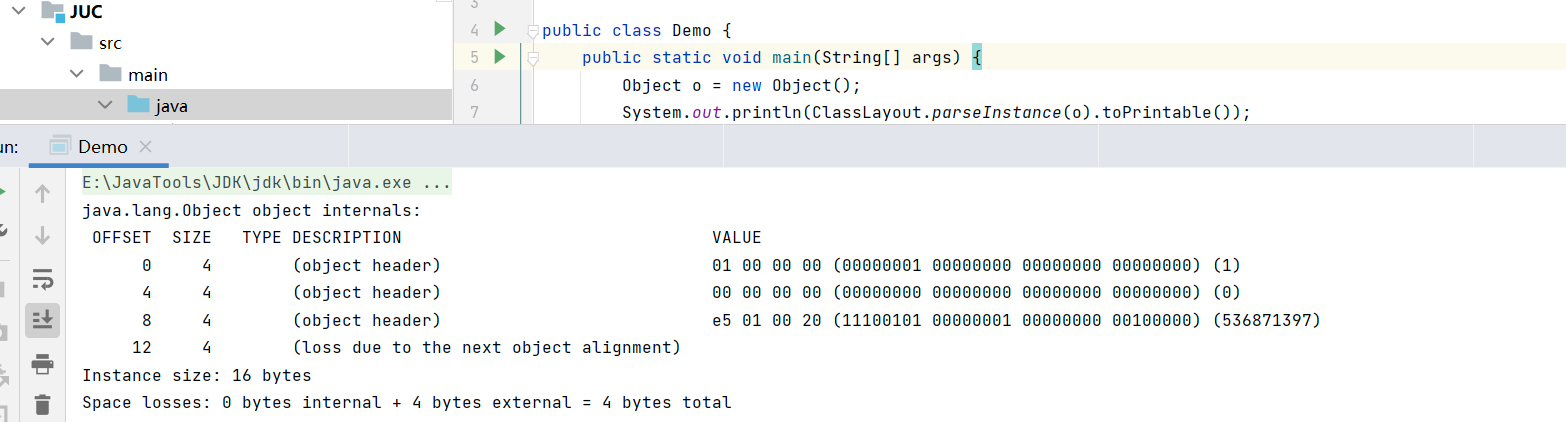 JUC
src
main
java
3
4 public class Demo {
5 public static void main(String[] args) {
6 Object o = new Object();
7 System.out.println(ClassLayout.parseInstance(o).toPrintable());
un: Demo
E:\JavaTools\JDK\jdk\bin\java.exe ...
java.lang.Object object internals:
OFFSET SIZE TYPE DESCRIPTION VALUE
0 4 (object header) 01 00 00 00 (00000001 00000000 00000000 00000000) (1)
4 4 (object header) 00 00 00 00 (00000000 00000000 00000000 00000000) (0)
8 4 (object header) e5 01 00 20 (11100101 00000001 00000000 00100000) (536871397)
12 4 (loss due to the next object alignment)
Instance size: 16 bytes
Space losses: 0 bytes internal + 4 bytes external = 4 bytes total